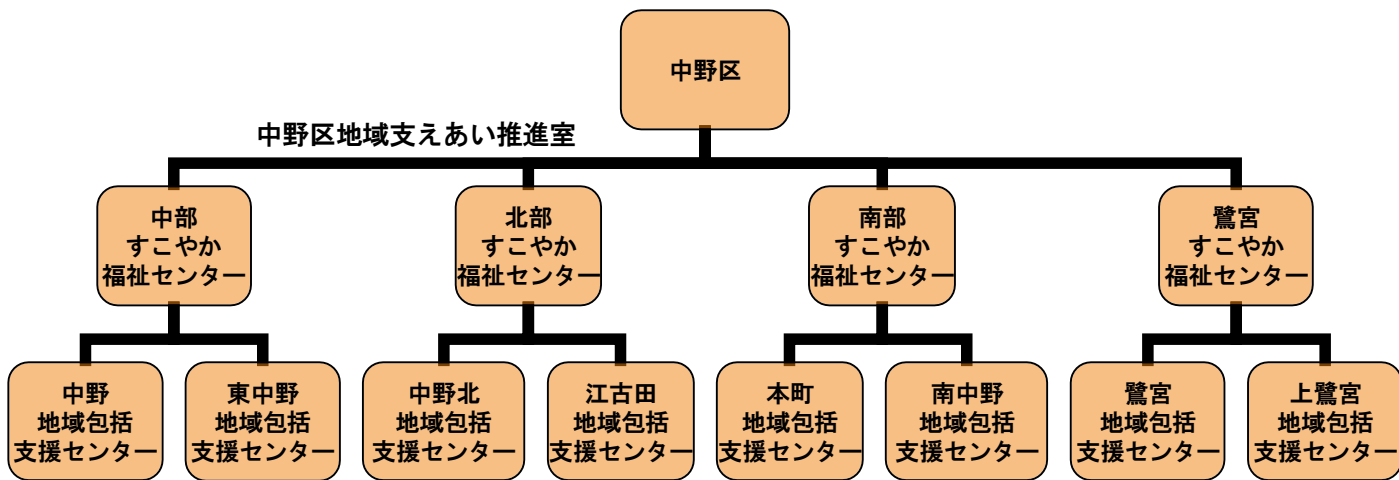 中野区
中野区地域支えあい推進室
中部
すこやか
福祉センター
北部
すこやか
福祉センター
南部
すこやか
福祉センター
鷺宮
すこやか
福祉センター
中野
地域包括
支援センター
東中野
地域包括
支援センター
中野北
地域包括
支援センター
江古田
地域包括
支援センター
本町
地域包括
支援センター
南中野
地域包括
支援センター
鷺宮
地域包括
支援センター
上鷺宮
地域包括
支援センター